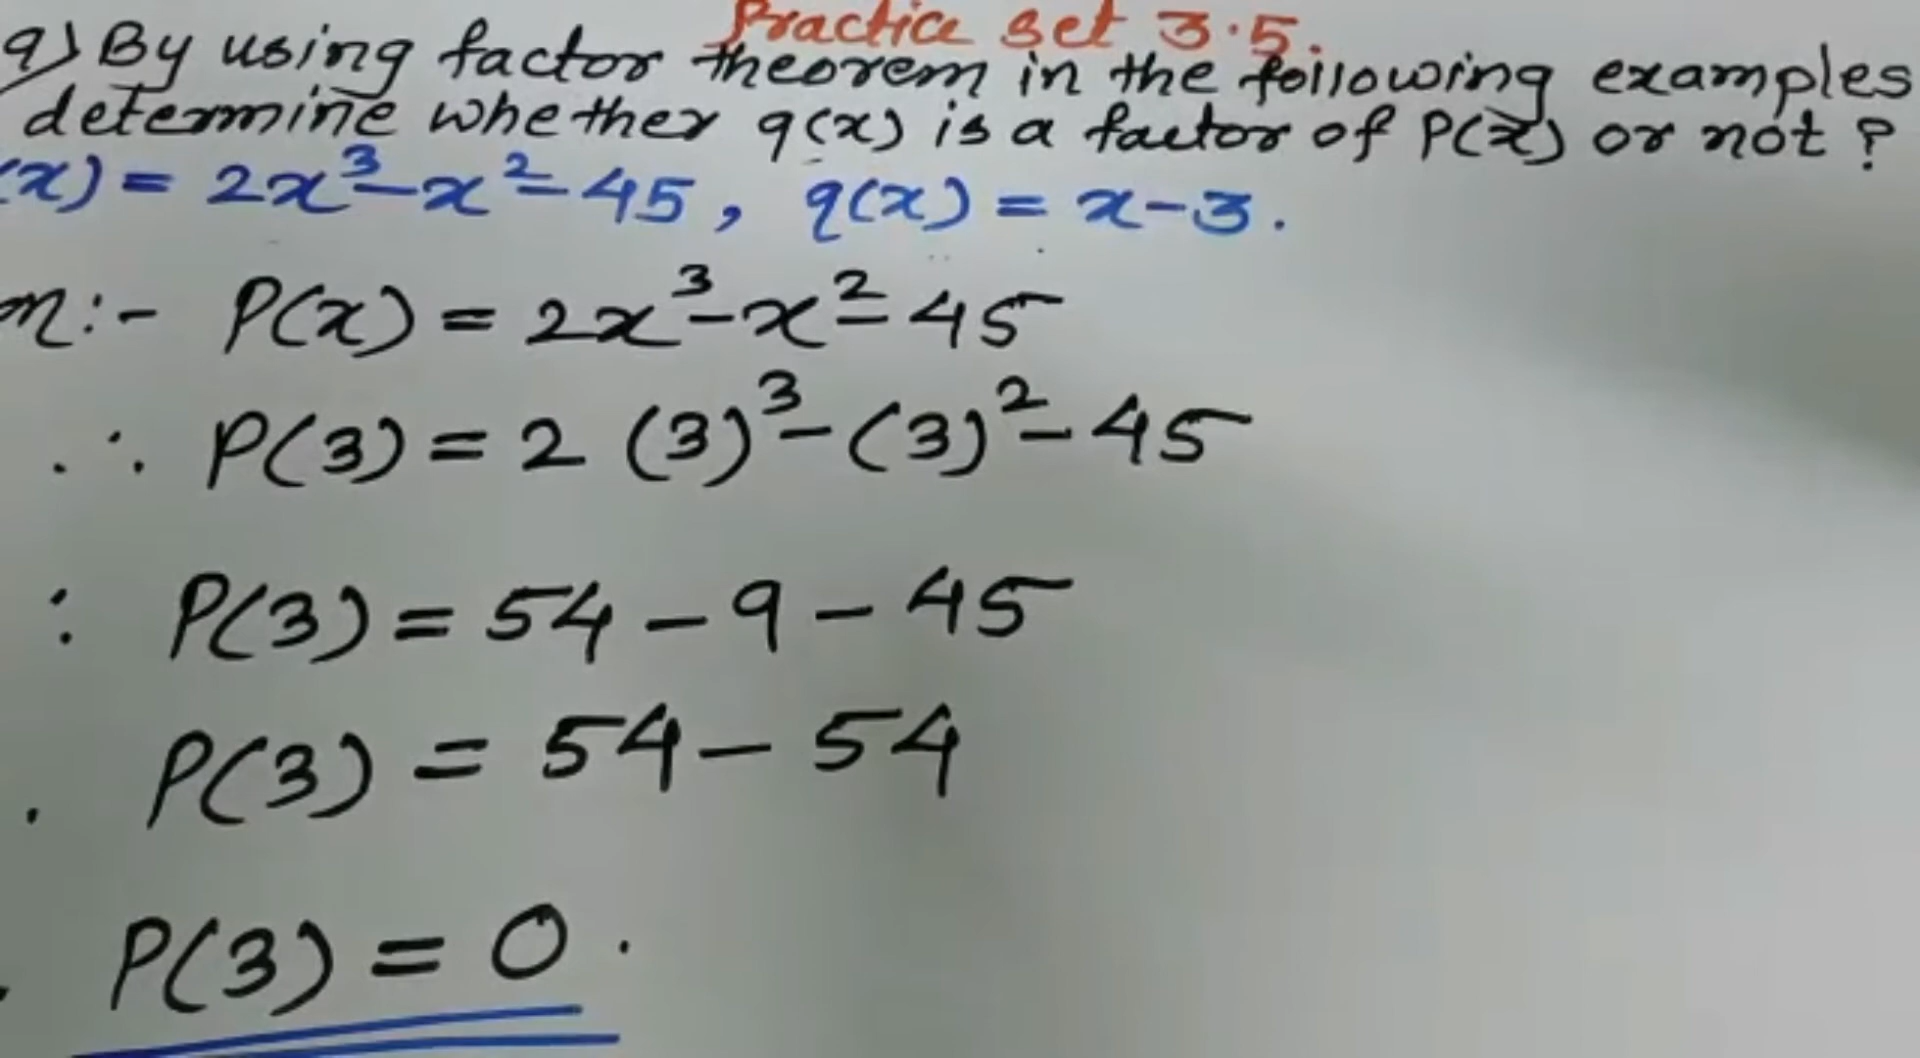 Practice set 3.5.
9) By using factor theorem in the following examples
determine whether q(x) is a factor of P(x) or not ?
(x) = 2x³ - x² - 45, q(x) = x - 3.
n:- P(x) = 2x³ - x² - 45
∴ P(3) = 2 (3)³ - (3)² - 45
: P(3) = 54 - 9 - 45
. P(3) = 54 - 54
. P(3) = 0.